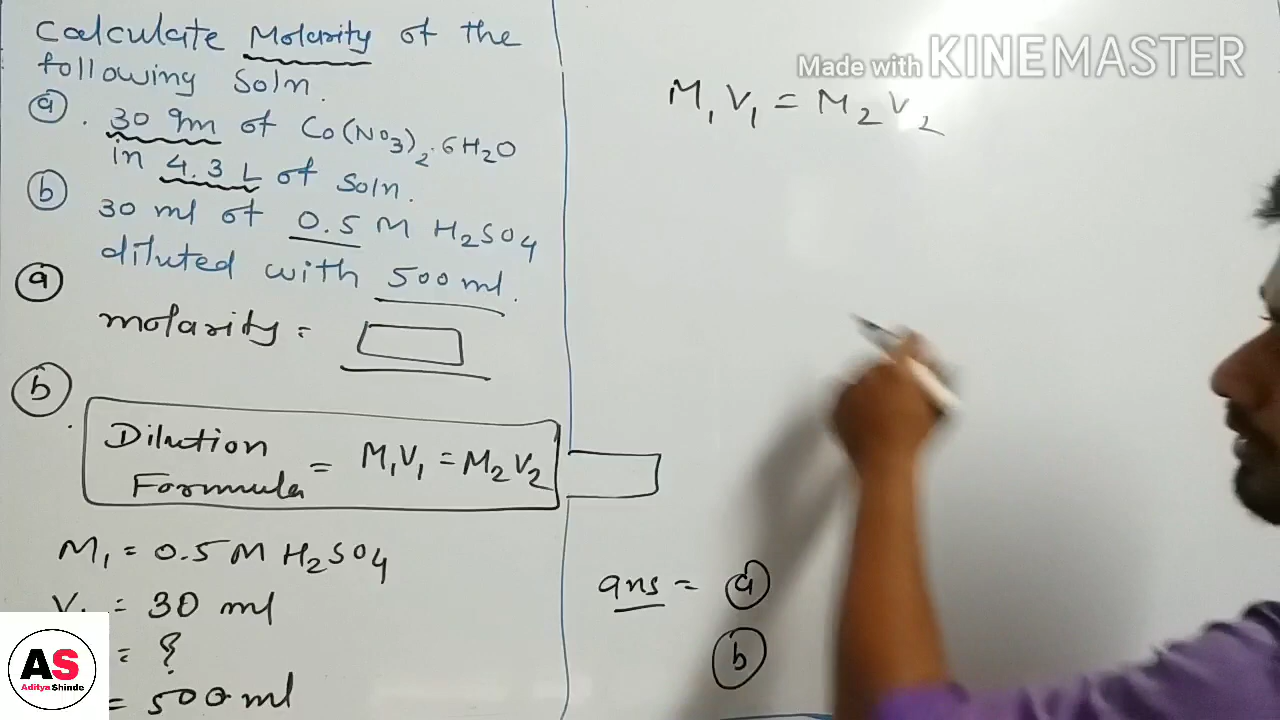 Calculate Molarity of the
following Soln.
ⓐ. 30 gm of Co(NO3)2.6H2O
in 4.3 L of Soln.
ⓑ 30 ml of 0.5 M H2SO4
diluted with 500 ml.
ⓐ
molarity =
ⓑ.
Dilution
Formula = M1V1 = M2V2
M1 = 0.5 M H2SO4
V1 = 30 ml
= ?
= 500 ml
Made with KINEMASTER
M1V1 = M2V2
ans = ⓐ
ⓑ
AS
Aditya Shinde